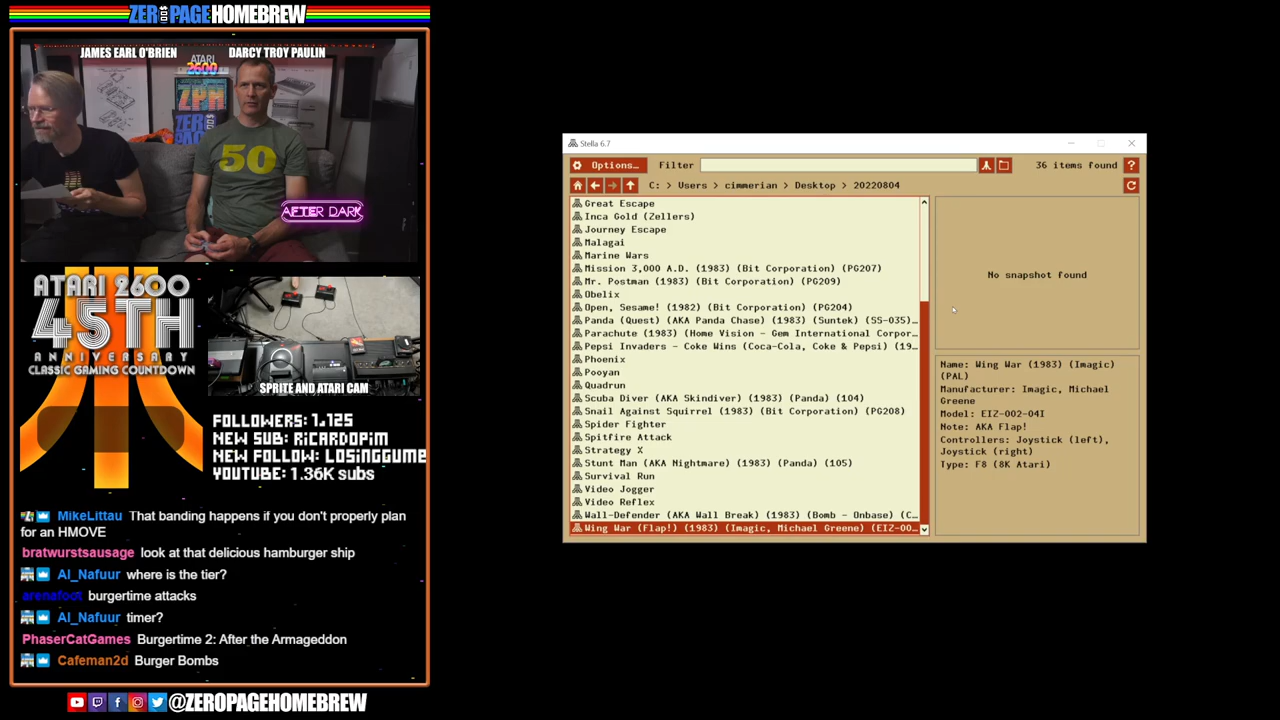 ZEROPAGE HOMEBREW
JAMES EARL O'BRIEN
DARCY TROY PAULIN
ATARI
2600
ZPH
50
AFTER DARK
ATARI 2600
45TH
ANNIVERSARY
CLASSIC GAMING COUNTDOWN
SPRITE AND ATARI CAM
FOLLOWERS: 1,125
NEW SUB: RICARDOPIM
NEW FOLLOW: LOSINGGUME
YOUTUBE: 1.36K subs
MikeLittau That banding happens if you don't properly plan
for an HMOVE
bratwurstsausage look at that delicious hamburger ship
Al_Nafuur where is the tier?
arenafoot burgertime attacks
Al_Nafuur timer?
PhaserCatGames Burgertime 2: After the Armageddon
Cafeman2d Burger Bombs
@ZEROPAGEHOMEBREW
Stella 6.7
Options... Filter 36 items found ?
C: > Users > cimmerian > Desktop > 20220804
Great Escape
Inca Gold (Zellers)
Journey Escape
Malagai
Marine Wars
Mission 3,000 A.D. (1983) (Bit Corporation) (PG207)
Mr. Postman (1983) (Bit Corporation) (PG209)
Obelix
Open, Sesame! (1982) (Bit Corporation) (PG204)
Panda (Quest) (AKA Panda Chase) (1983) (Suntek) (SS-035)…
Parachute (1983) (Home Vision - Gem International Corpor…
Pepsi Invaders - Coke Wins (Coca-Cola, Coke & Pepsi) (19…
Phoenix
Pooyan
Quadrun
Scuba Diver (AKA Skindiver) (1983) (Panda) (104)
Snail Against Squirrel (1983) (Bit Corporation) (PG208)
Spider Fighter
Spitfire Attack
Strategy X
Stunt Man (AKA Nightmare) (1983) (Panda) (105)
Survival Run
Video Jogger
Video Reflex
Wall-Defender (AKA Wall Break) (1983) (Bomb - Onbase) (C…
Wing War (Flap!) (1983) (Imagic, Michael Greene) (EIZ-00…
No snapshot found
Name: Wing War (1983) (Imagic)
(PAL)
Manufacturer: Imagic, Michael
Greene
Model: EIZ-002-04I
Note: AKA Flap!
Controllers: Joystick (left),
Joystick (right)
Type: F8 (8K Atari)